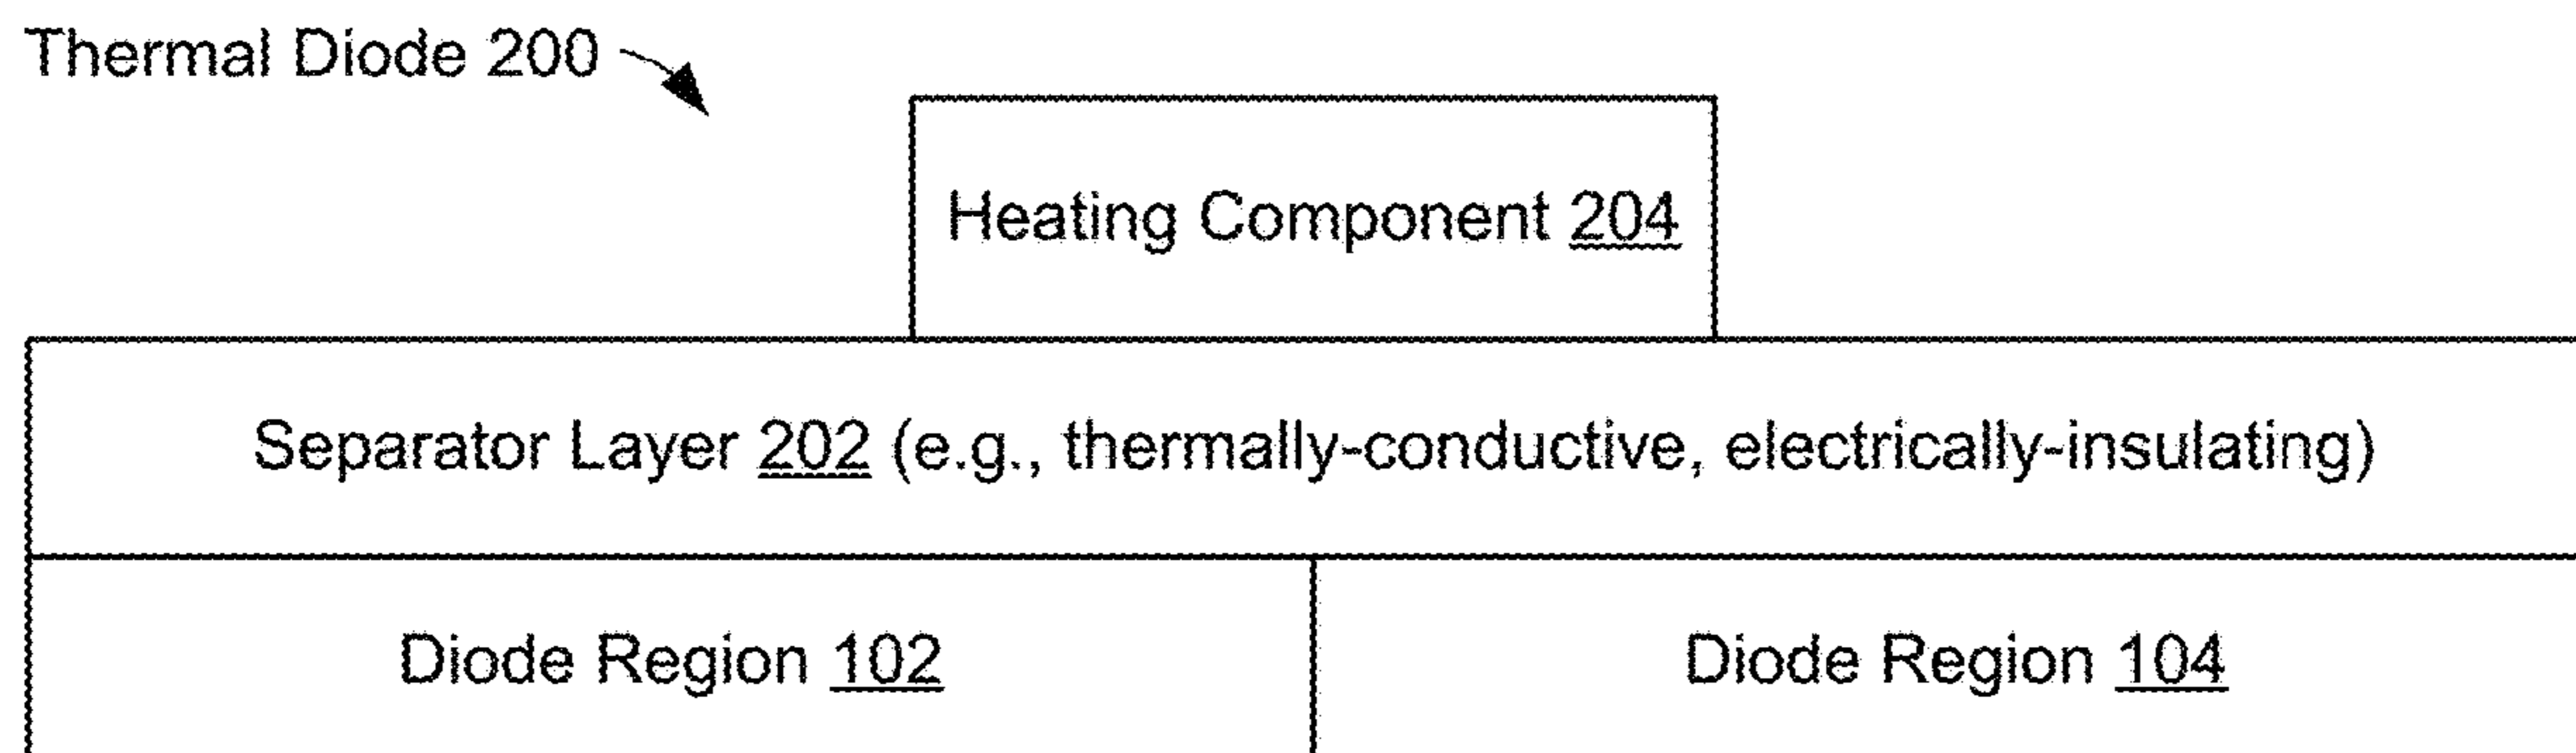 Thermal Diode 200
Heating Component 204
Separator Layer 202 (e.g., thermally-conductive, electrically-insulating)
Diode Region 102
Diode Region 104